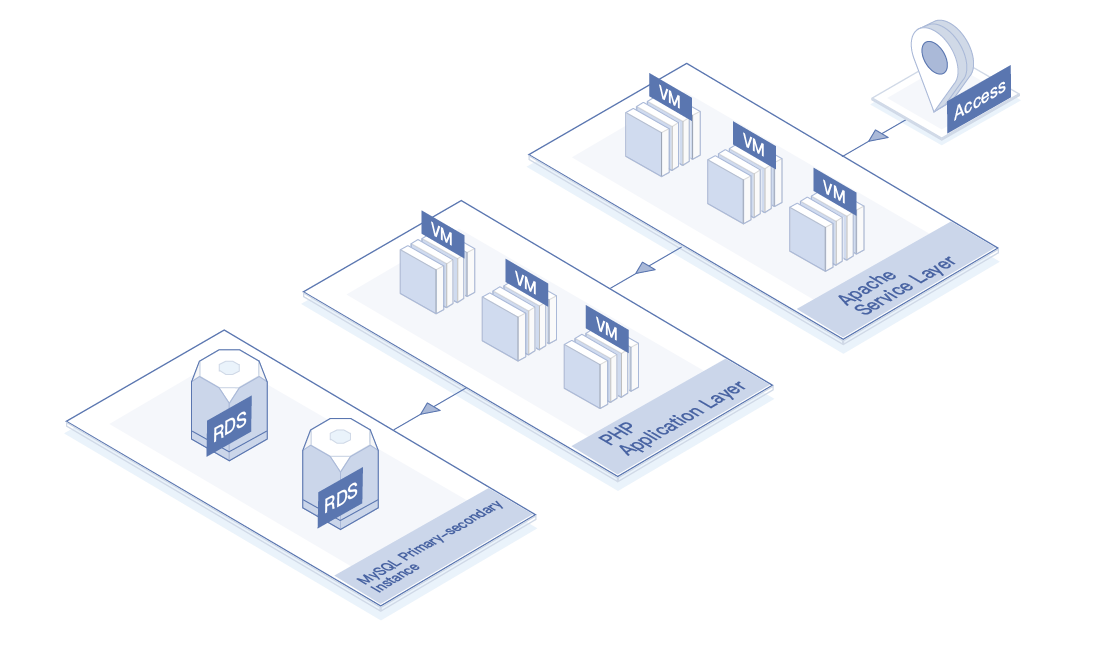 Access
VM
VM
VM
Apache
Service Layer
VM
VM
VM
PHP
Application Layer
RDS
RDS
MySQL Primary-secondary
Instance